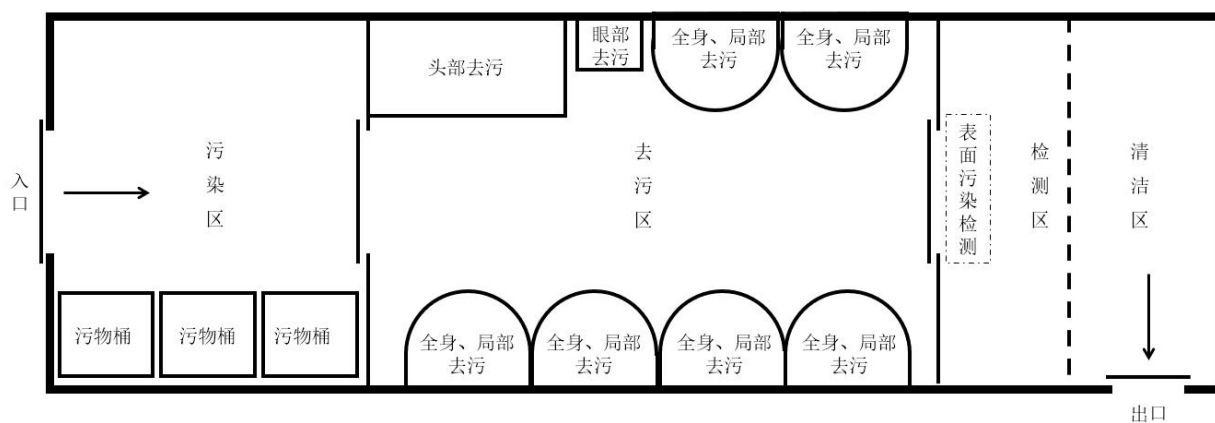 入口
污染区
污物桶
污物桶
污物桶
头部去污
眼部
去污
全身、局部
去污
全身、局部
去污
去污区
全身、局部
去污
全身、局部
去污
全身、局部
去污
全身、局部
去污
表面污染检测
检测区
清洁区
出口